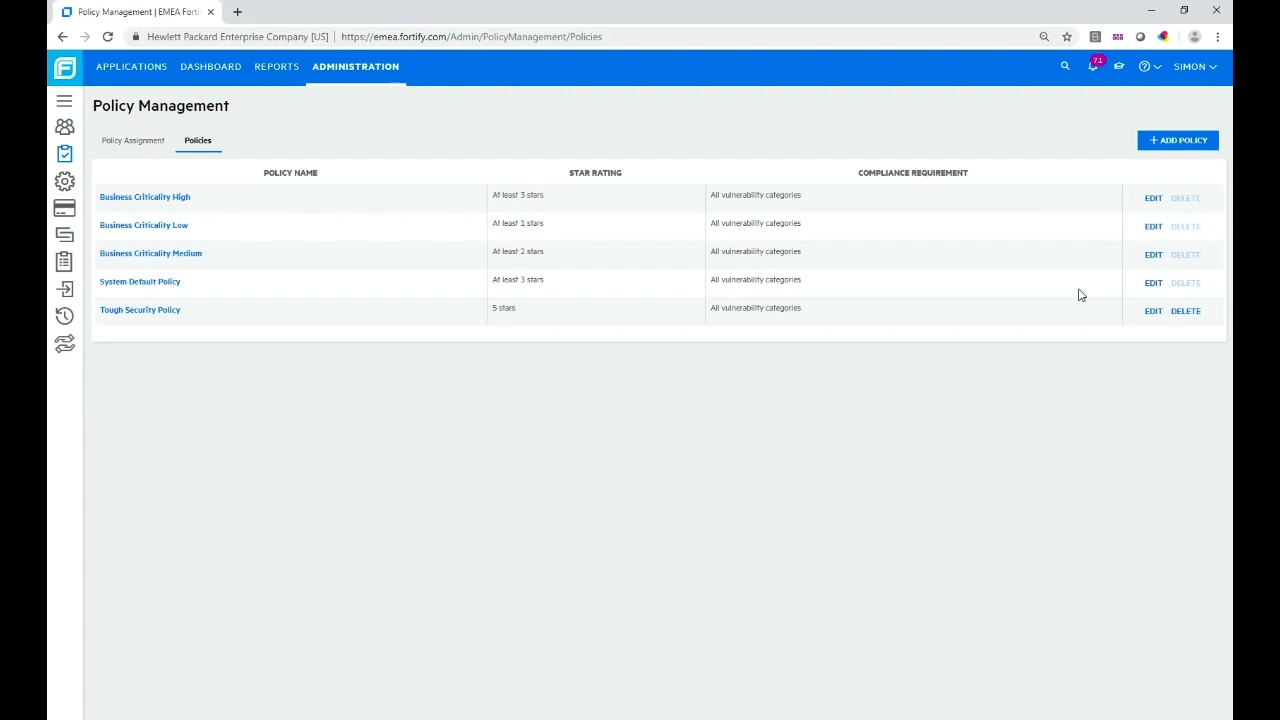 Policy Management | EMEA Fortif
Hewlett Packard Enterprise Company [US] | https://emea.fortify.com/Admin/PolicyManagement/Policies
APPLICATIONS DASHBOARD REPORTS ADMINISTRATION 71 SIMON
Policy Management
Policy Assignment Policies + ADD POLICY
POLICY NAME STAR RATING COMPLIANCE REQUIREMENT
Business Criticality High At least 3 stars All vulnerability categories EDIT DELETE
Business Criticality Low At least 1 stars All vulnerability categories EDIT DELETE
Business Criticality Medium At least 2 stars All vulnerability categories EDIT DELETE
System Default Policy At least 3 stars All vulnerability categories EDIT DELETE
Tough Security Policy 5 stars All vulnerability categories EDIT DELETE